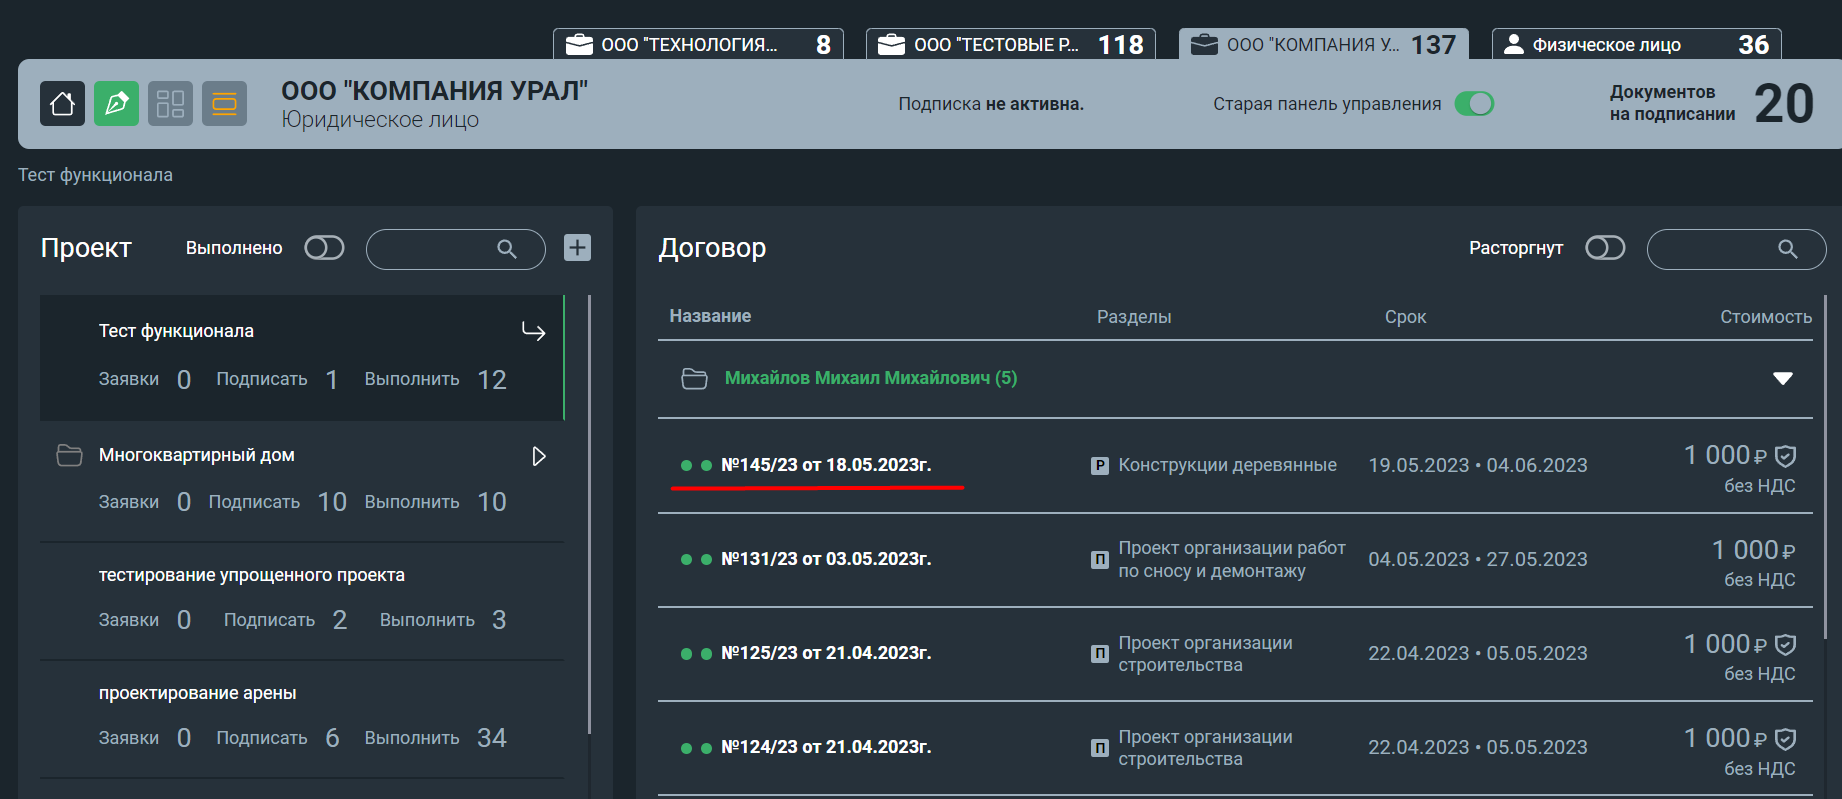 ООО "ТЕХНОЛОГИЯ... 8
ООО "ТЕСТОВЫЕ Р... 118
ООО "КОМПАНИЯ У... 137
Физическое лицо 36
ООО "КОМПАНИЯ УРАЛ"
Юридическое лицо
Подписка не активна.
Старая панель управления
Документов
на подписании
20
Тест функционала
Проект
Выполнено
Тест функционала
Заявки 0 Подписать 1 Выполнить 12
Многоквартирный дом
Заявки 0 Подписать 10 Выполнить 10
тестирование упрощенного проекта
Заявки 0 Подписать 2 Выполнить 3
проектирование арены
Заявки 0 Подписать 6 Выполнить 34
Договор
Расторгнут
Название Разделы Срок Стоимость
Михайлов Михаил Михайлович (5)
№145/23 от 18.05.2023г. Р Конструкции деревянные 19.05.2023 • 04.06.2023 1 000 ₽
без НДС
№131/23 от 03.05.2023г. П Проект организации работ
по сносу и демонтажу
04.05.2023 • 27.05.2023 1 000 ₽
без НДС
№125/23 от 21.04.2023г. П Проект организации
строительства
22.04.2023 • 05.05.2023 1 000 ₽
без НДС
№124/23 от 21.04.2023г. П Проект организации
строительства
22.04.2023 • 05.05.2023 1 000 ₽
без НДС